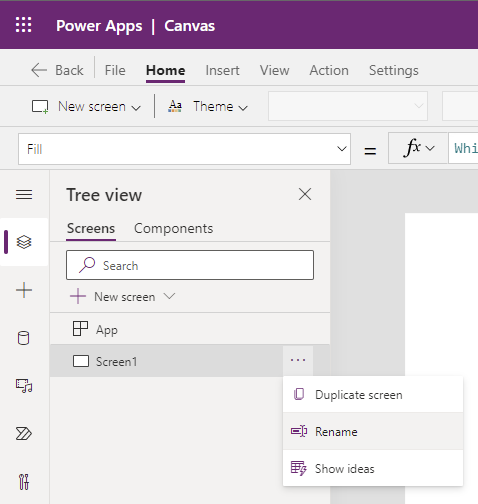 Power Apps | Canvas
Back File Home Insert View Action Settings
New screen Theme
Fill = fx Whi
Tree view
Screens Components
Search
New screen
App
Screen1 ...
Duplicate screen
Rename
Show ideas